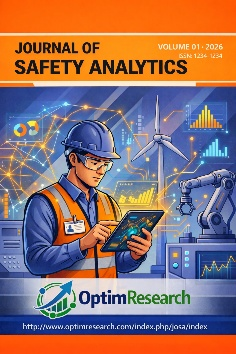 JOURNAL OF
SAFETY ANALYTICS
VOLUME 01 - 2026
ISSN: 1234-1234
OptimResearch
http://www.optimresearch.com/index.php/josa/index